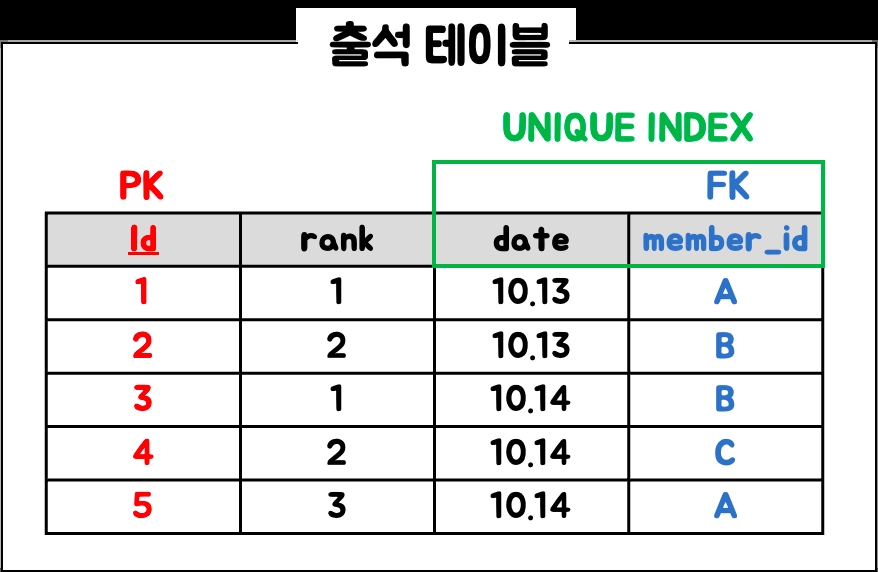 출석 테이블
UNIQUE INDEX
PK FK
Id rank date member_id
1 1 10.13 A
2 2 10.13 B
3 1 10.14 B
4 2 10.14 C
5 3 10.14 A